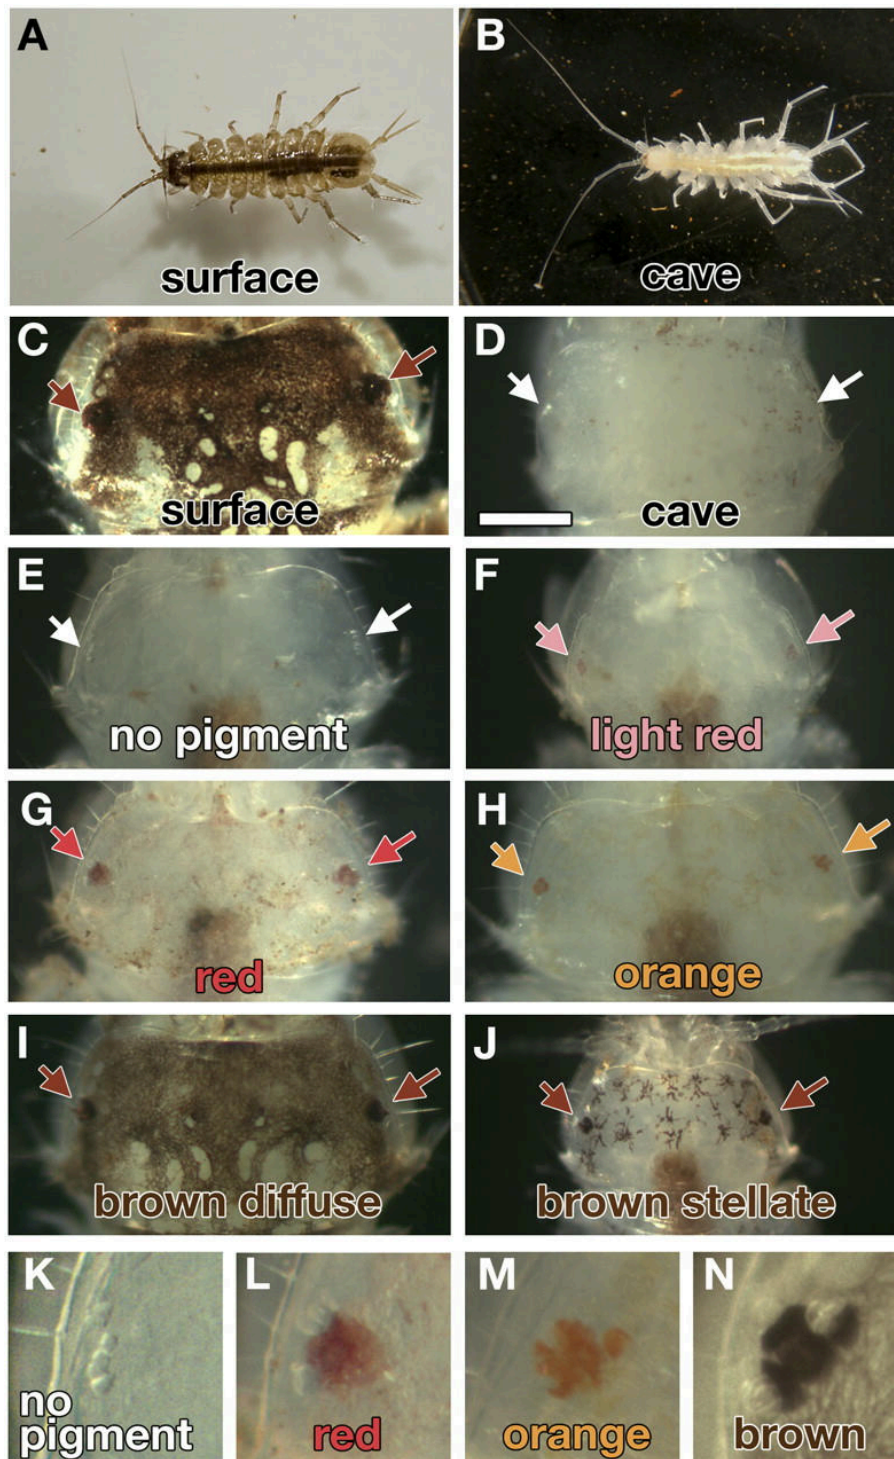 A
surface
B
cave
C
surface
D
cave
E
no pigment
F
light red
G
red
H
orange
I
brown diffuse
J
brown stellate
K
no
pigment
L
red
M
orange
N
brown